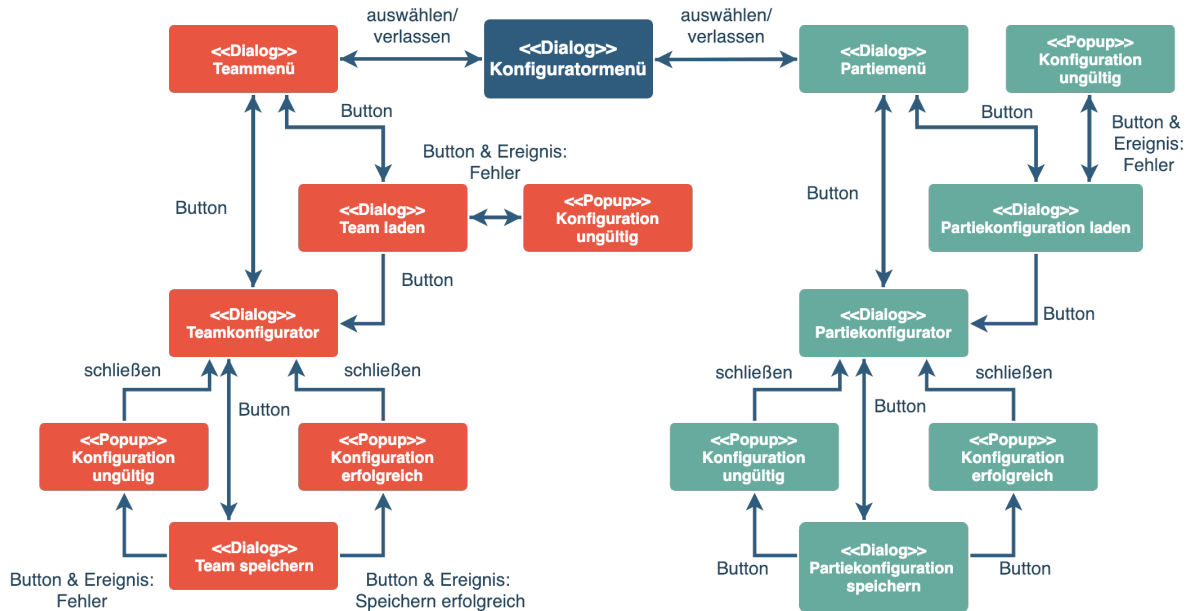 auswählen/
verlassen
auswählen/
verlassen
<<Dialog>>
Teammenü
<<Dialog>>
Konfiguratormenü
<<Dialog>>
Partiemenü
<<Popup>>
Konfiguration
ungültig
Button
Button
Button &
Ereignis:
Fehler
Button & Ereignis:
Fehler
Button
Button
<<Dialog>>
Team laden
<<Popup>>
Konfiguration
ungültig
<<Dialog>>
Partiekonfiguration laden
Button
Button
<<Dialog>>
Teamkonfigurator
<<Dialog>>
Partiekonfigurator
schließen
schließen
schließen
schließen
Button
Button
<<Popup>>
Konfiguration
ungültig
<<Popup>>
Konfiguration
erfolgreich
<<Popup>>
Konfiguration
ungültig
<<Popup>>
Konfiguration
erfolgreich
<<Dialog>>
Team speichern
<<Dialog>>
Partiekonfiguration
speichern
Button & Ereignis:
Fehler
Button & Ereignis:
Speichern erfolgreich
Button
Button